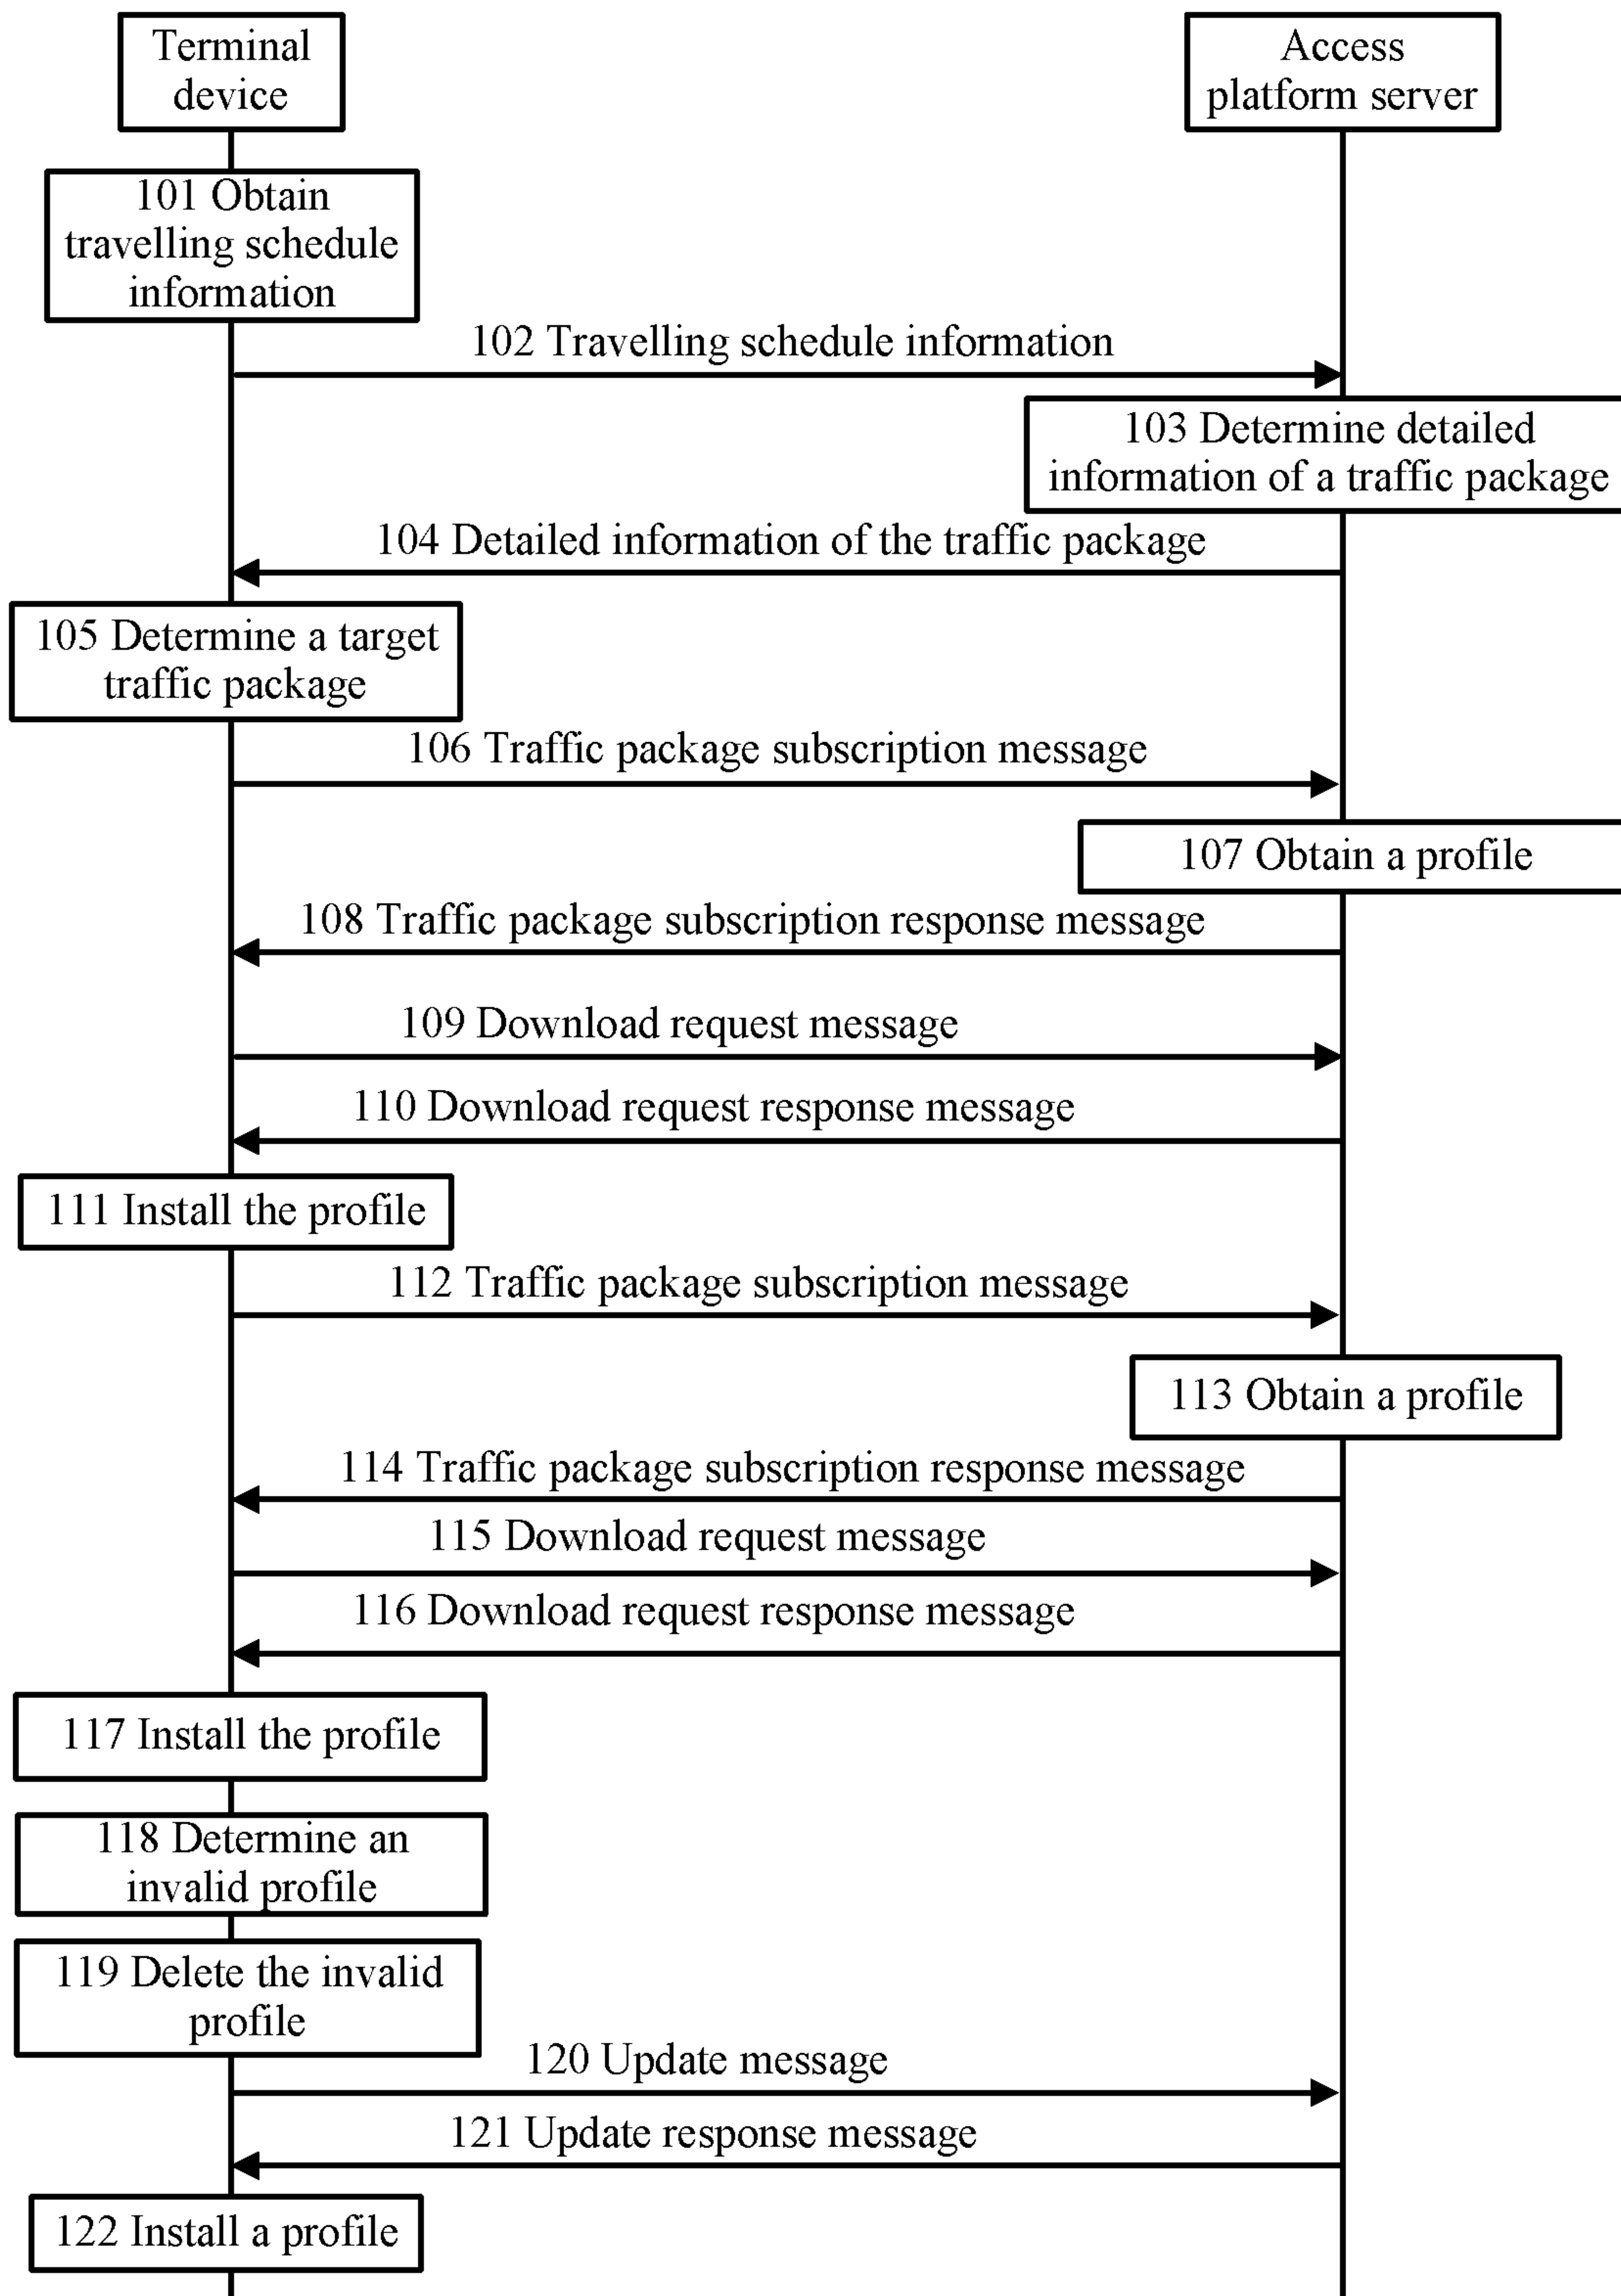 Terminal
device
Access
platform server
101 Obtain
travelling schedule
information
102 Travelling schedule information
103 Determine detailed
information of a traffic package
104 Detailed information of the traffic package
105 Determine a target
traffic package
106 Traffic package subscription message
107 Obtain a profile
108 Traffic package subscription response message
109 Download request message
110 Download request response message
111 Install the profile
112 Traffic package subscription message
113 Obtain a profile
114 Traffic package subscription response message
115 Download request message
116 Download request response message
117 Install the profile
118 Determine an
invalid profile
119 Delete the invalid
profile
120 Update message
121 Update response message
122 Install a profile